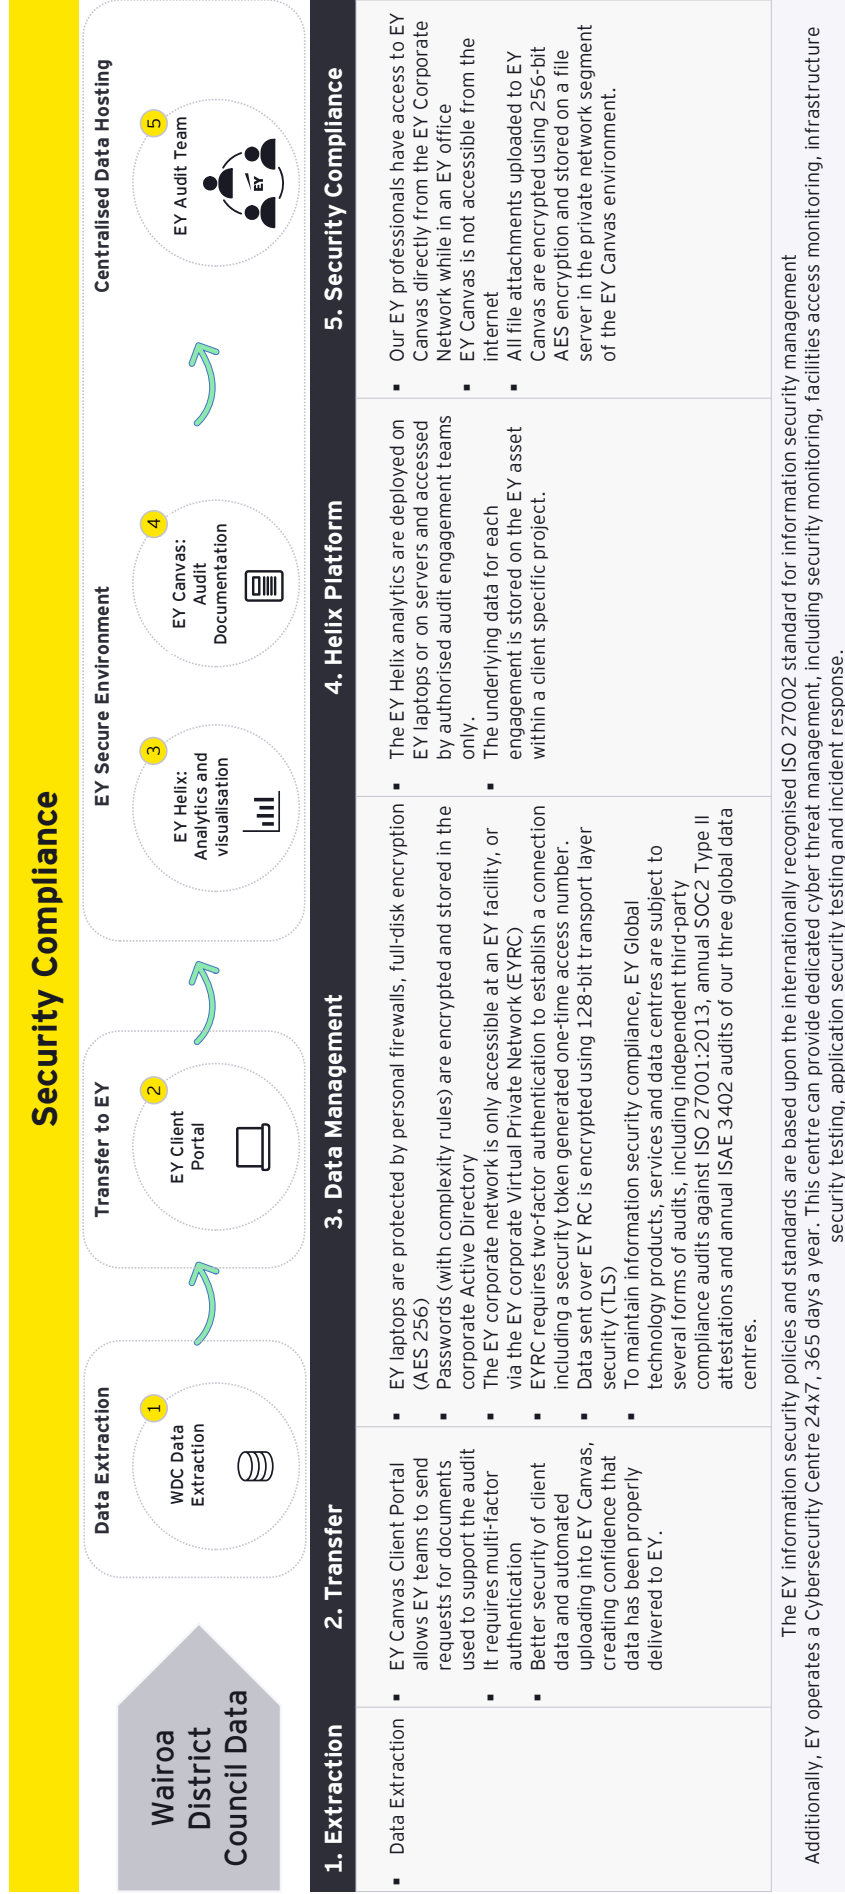 Security Compliance
Wairoa
District
Council Data
Data Extraction
1
WDC Data
Extraction
Transfer to EY
2
EY Client
Portal
EY Secure Environment
3
EY Helix:
Analytics and
visualisation
4
EY Canvas:
Audit
Documentation
Centralised Data Hosting
5
EY Audit Team
EY
1. Extraction
2. Transfer
3. Data Management
4. Helix Platform
5. Security Compliance
▪ Data Extraction
▪ EY Canvas Client Portal
allows EY teams to send
requests for documents
used to support the audit
▪ It requires multi-factor
authentication
▪ Better security of client
data and automated
uploading into EY Canvas,
creating confidence that
data has been properly
delivered to EY.
▪ EY laptops are protected by personal firewalls, full-disk encryption
(AES 256)
▪ Passwords (with complexity rules) are encrypted and stored in the
corporate Active Directory
▪ The EY corporate network is only accessible at an EY facility, or
via the EY corporate Virtual Private Network (EYRC)
▪ EYRC requires two-factor authentication to establish a connection
including a security token generated one-time access number.
▪ Data sent over EY RC is encrypted using 128-bit transport layer
security (TLS)
▪ To maintain information security compliance, EY Global
technology products, services and data centres are subject to
several forms of audits, including independent third-party
compliance audits against ISO 27001:2013, annual SOC2 Type II
attestations and annual ISAE 3402 audits of our three global data
centres.
▪ The EY Helix analytics are deployed on
EY laptops or on servers and accessed
by authorised audit engagement teams
only.
▪ The underlying data for each
engagement is stored on the EY asset
within a client specific project.
▪ Our EY professionals have access to EY
Canvas directly from the EY Corporate
Network while in an EY office
▪ EY Canvas is not accessible from the
internet
▪ All file attachments uploaded to EY
Canvas are encrypted using 256-bit
AES encryption and stored on a file
server in the private network segment
of the EY Canvas environment.
The EY information security policies and standards are based upon the internationally recognised ISO 27002 standard for information security management
Additionally, EY operates a Cybersecurity Centre 24x7, 365 days a year. This centre can provide dedicated cyber threat management, including security monitoring, facilities access monitoring, infrastructure
security testing, application security testing and incident response.